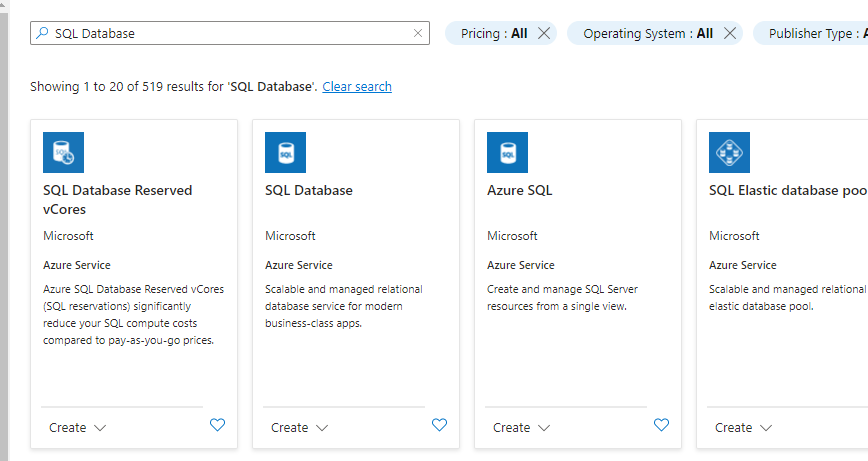 SQL Database
Pricing : All
Operating System : All
Publisher Type :
Showing 1 to 20 of 519 results for 'SQL Database'. Clear search
SQL
SQL Database Reserved
vCores
Microsoft
Azure Service
Azure SQL Database Reserved vCores
(SQL reservations) significantly
reduce your SQL compute costs
compared to pay-as-you-go prices.
Create
SQL
SQL Database
Microsoft
Azure Service
Scalable and managed relational
database service for modern
business-class apps.
Create
SQL
Azure SQL
Microsoft
Azure Service
Create and manage SQL Server
resources from a single view.
Create
SQL Elastic database poo
Microsoft
Azure Service
Scalable and managed relational
elastic database pool.
Create